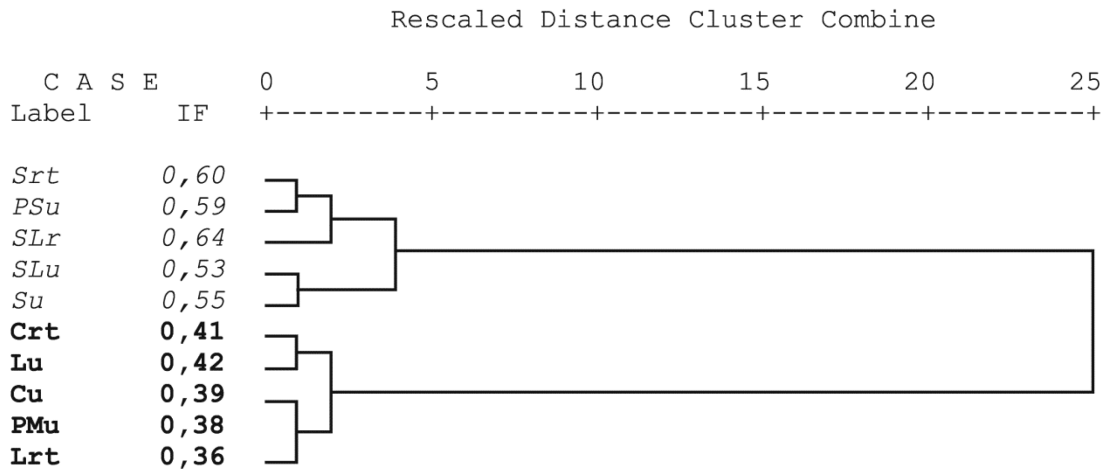 Rescaled Distance Cluster Combine
C A S E 0 5 10 15 20 25
Label IF +---------+---------+---------+---------+---------+
Srt 0,60
PSu 0,59
SLr 0,64
SLu 0,53
Su 0,55
Crt 0,41
Lu 0,42
Cu 0,39
PMu 0,38
Lrt 0,36